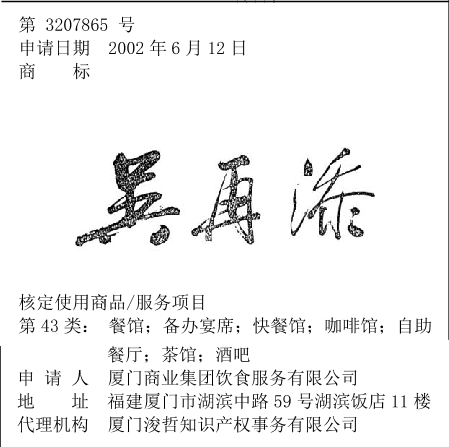 第 3207865 号
申请日期 2002 年 6 月 12 日
商 标
吴再添
核定使用商品/服务项目
第 43 类： 餐馆；备办宴席；快餐馆；咖啡馆；自助
餐厅；茶馆；酒吧
申 请 人 厦门商业集团饮食服务有限公司
地 址 福建厦门市湖滨中路 59 号湖滨饭店 11 楼
代理机构 厦门浚哲知识产权事务有限公司